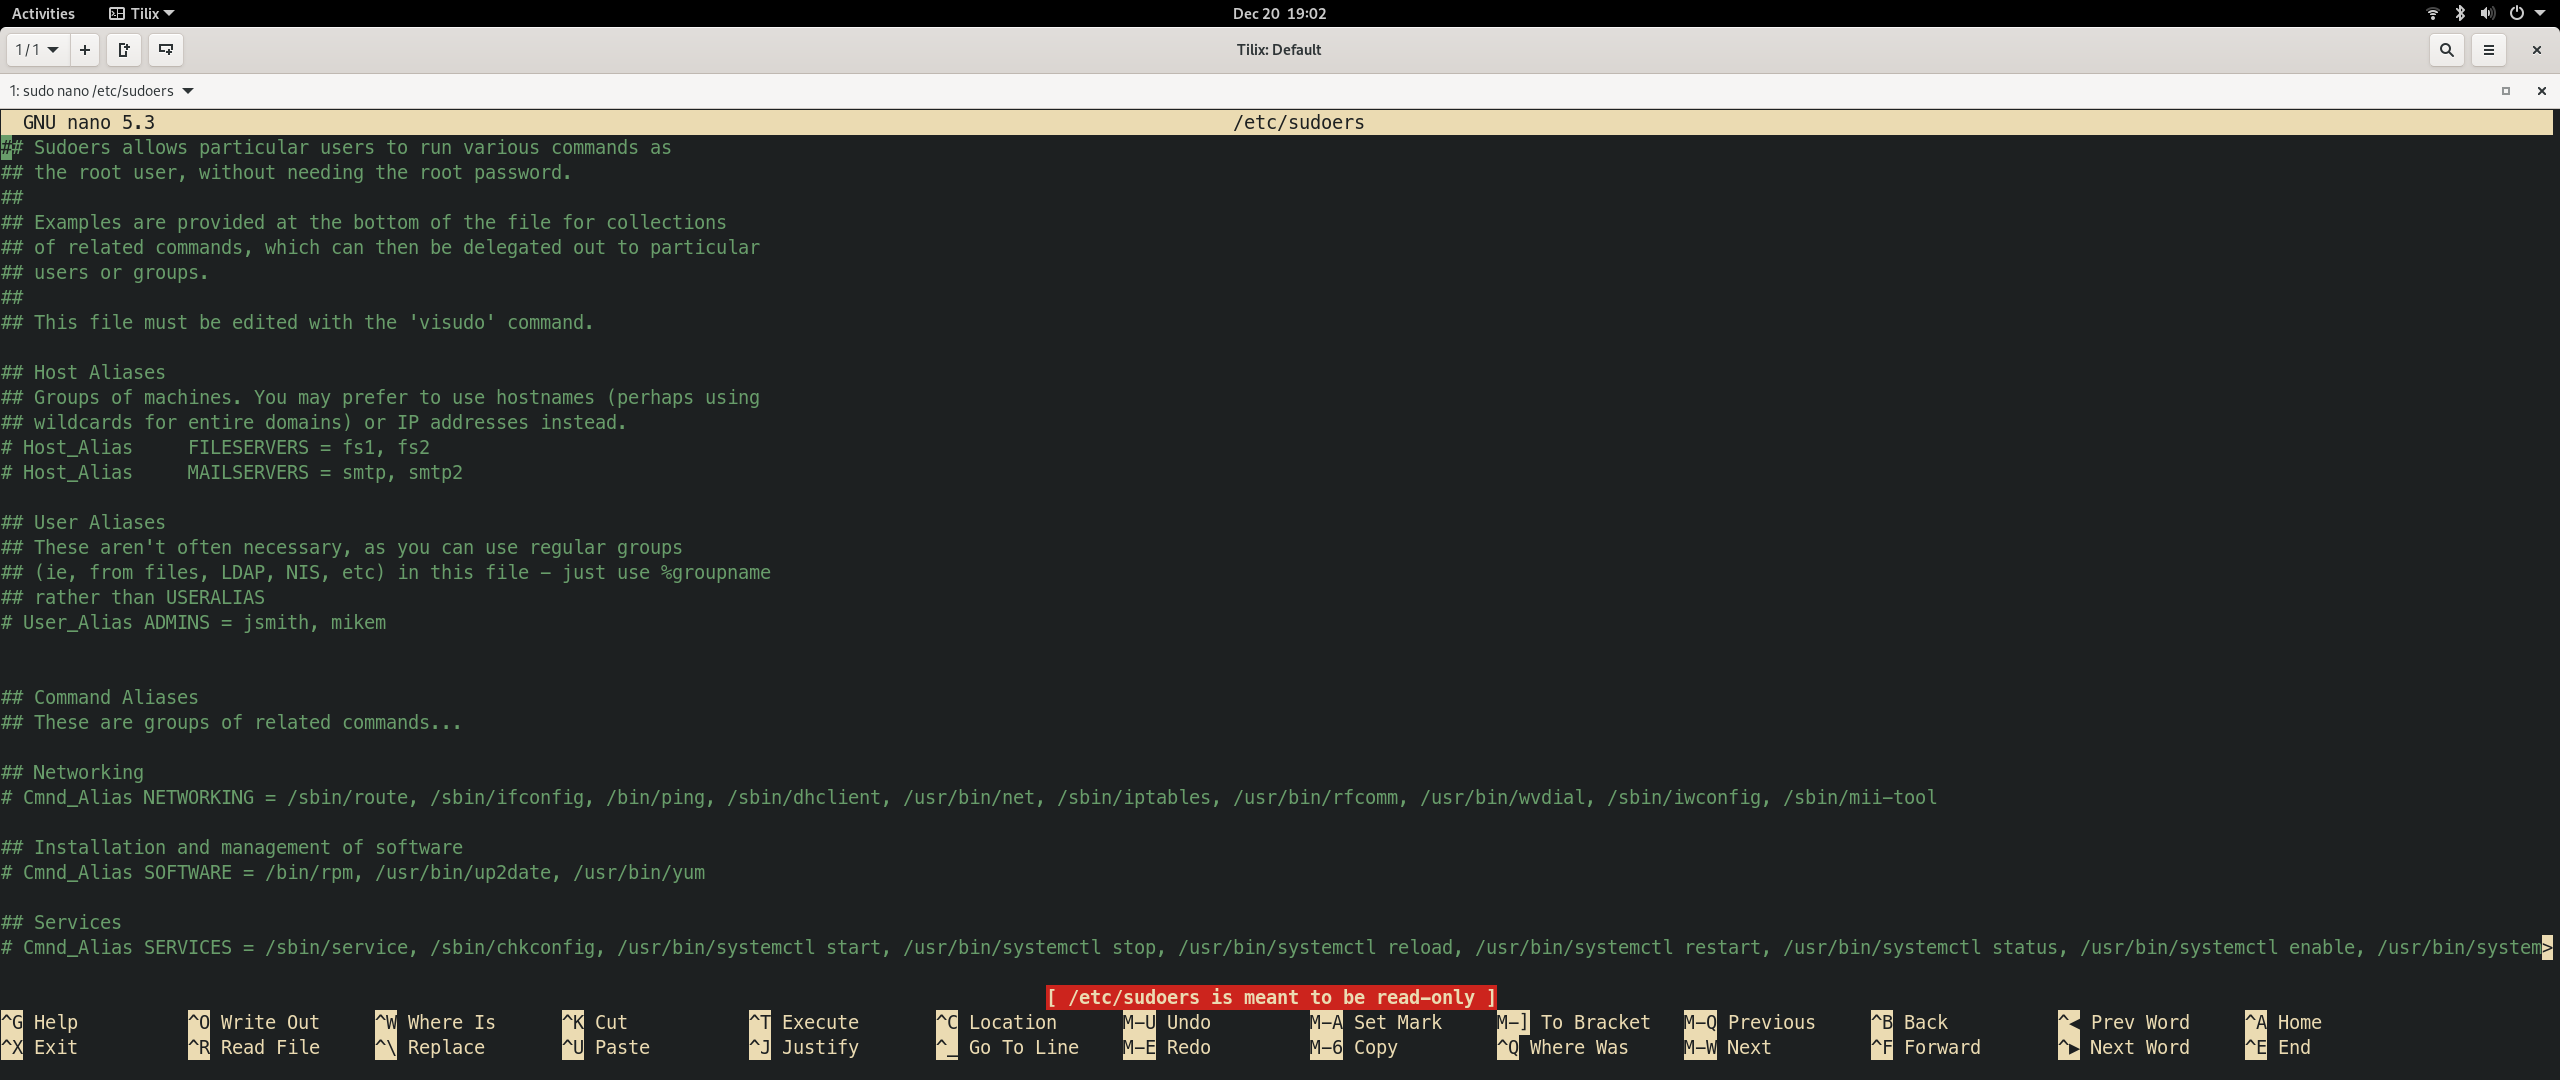 Activities Tilix Dec 20 19:02
1 / 1 Tilix: Default
1: sudo nano /etc/sudoers
GNU nano 5.3 /etc/sudoers
## Sudoers allows particular users to run various commands as
## the root user, without needing the root password.
##
## Examples are provided at the bottom of the file for collections
## of related commands, which can then be delegated out to particular
## users or groups.
##
## This file must be edited with the 'visudo' command.
## Host Aliases
## Groups of machines. You may prefer to use hostnames (perhaps using
## wildcards for entire domains) or IP addresses instead.
# Host_Alias     FILESERVERS = fs1, fs2
# Host_Alias     MAILSERVERS = smtp, smtp2
## User Aliases
## These aren't often necessary, as you can use regular groups
## (ie, from files, LDAP, NIS, etc) in this file - just use %groupname
## rather than USERALIAS
# User_Alias ADMINS = jsmith, mikem
## Command Aliases
## These are groups of related commands...
## Networking
# Cmnd_Alias NETWORKING = /sbin/route, /sbin/ifconfig, /bin/ping, /sbin/dhclient, /usr/bin/net, /sbin/iptables, /usr/bin/rfcomm, /usr/bin/wvdial, /sbin/iwconfig, /sbin/mii-tool
## Installation and management of software
# Cmnd_Alias SOFTWARE = /bin/rpm, /usr/bin/up2date, /usr/bin/yum
## Services
# Cmnd_Alias SERVICES = /sbin/service, /sbin/chkconfig, /usr/bin/systemctl start, /usr/bin/systemctl stop, /usr/bin/systemctl reload, /usr/bin/systemctl restart, /usr/bin/systemctl status, /usr/bin/systemctl enable, /usr/bin/system>
[ /etc/sudoers is meant to be read-only ]
^G Help ^O Write Out ^W Where Is ^K Cut ^T Execute ^C Location M-U Undo M-A Set Mark M-] To Bracket M-Q Previous ^B Back ^◀ Prev Word ^A Home
^X Exit ^R Read File ^\ Replace ^U Paste ^J Justify ^_ Go To Line M-E Redo M-6 Copy ^Q Where Was M-W Next ^F Forward ^▶ Next Word ^E End